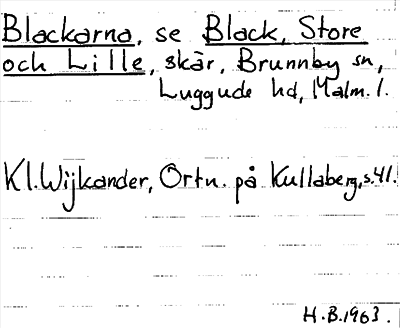 Blackarna, se Black, Store
och Lille, skär, Brunnby sn,
Luggude hd, Malm. l.
Kl. Wijkander, Ortn. på Kullaberg, s. 41.
H. B. 1963.